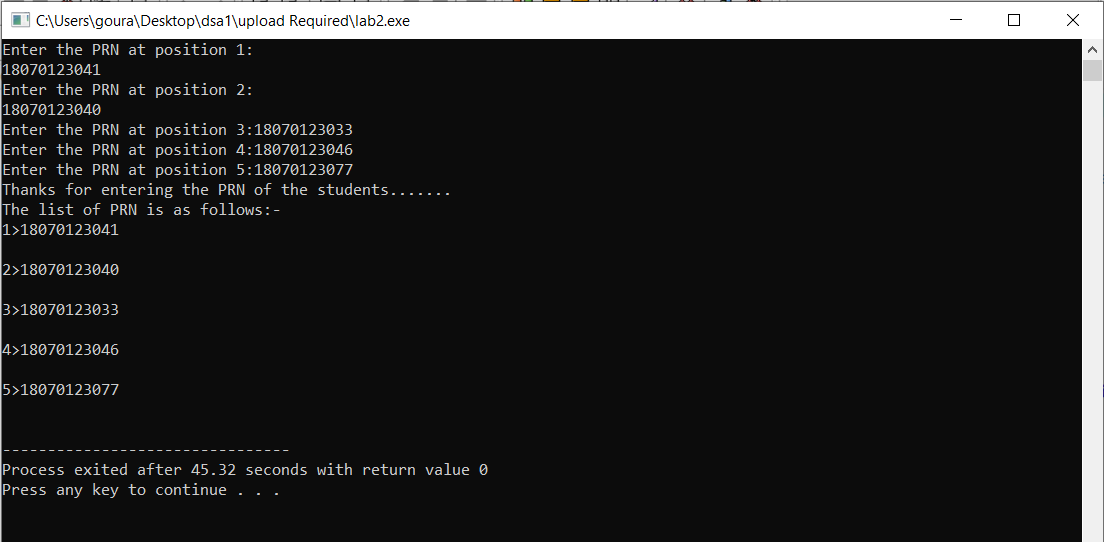 C:\Users\goura\Desktop\dsa1\upload Required\lab2.exe
Enter the PRN at position 1:
18070123041
Enter the PRN at position 2:
18070123040
Enter the PRN at position 3:18070123033
Enter the PRN at position 4:18070123046
Enter the PRN at position 5:18070123077
Thanks for entering the PRN of the students.......
The list of PRN is as follows:-
1>18070123041
2>18070123040
3>18070123033
4>18070123046
5>18070123077
--------------------------------
Process exited after 45.32 seconds with return value 0
Press any key to continue . . .